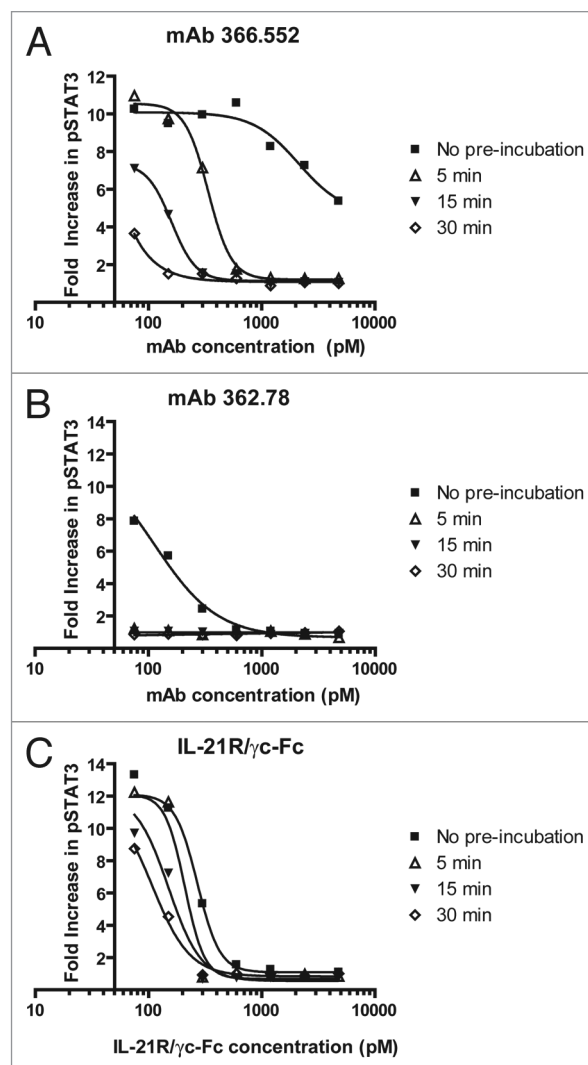 A
mAb 366.552
Fold Increase in pSTAT3
12
10
8
6
4
2
10
100
1000
10000
mAb concentration (pM)
No pre-incubation
5 min
15 min
30 min
B
mAb 362.78
Fold Increase in pSTAT3
14
12
10
8
6
4
2
10
100
1000
10000
mAb concentration (pM)
No pre-incubation
5 min
15 min
30 min
C
IL-21R/γc-Fc
Fold Increase in pSTAT3
14
12
10
8
6
4
2
10
100
1000
10000
IL-21R/γc-Fc concentration (pM)
No pre-incubation
5 min
15 min
30 min